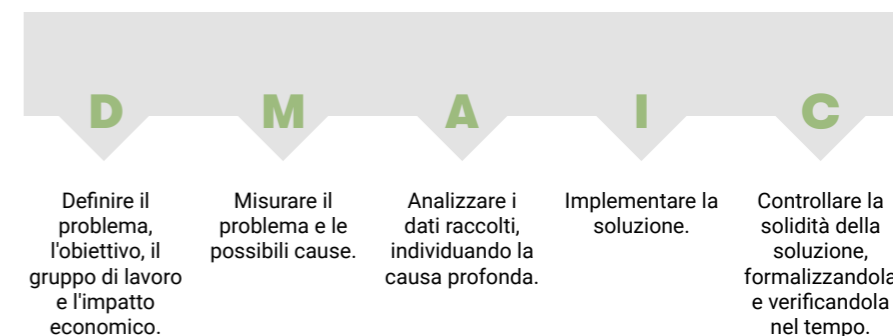 D
M
A
I
C
Definire il
problema,
l'obiettivo, il
gruppo di lavoro
e l'impatto
economico.
Misurare il
problema e le
possibili cause.
Analizzare i
dati raccolti,
individuando la
causa profonda.
Implementare la
soluzione.
Controllare la
solidità della
soluzione,
formalizzandola
e verificandola
nel tempo.